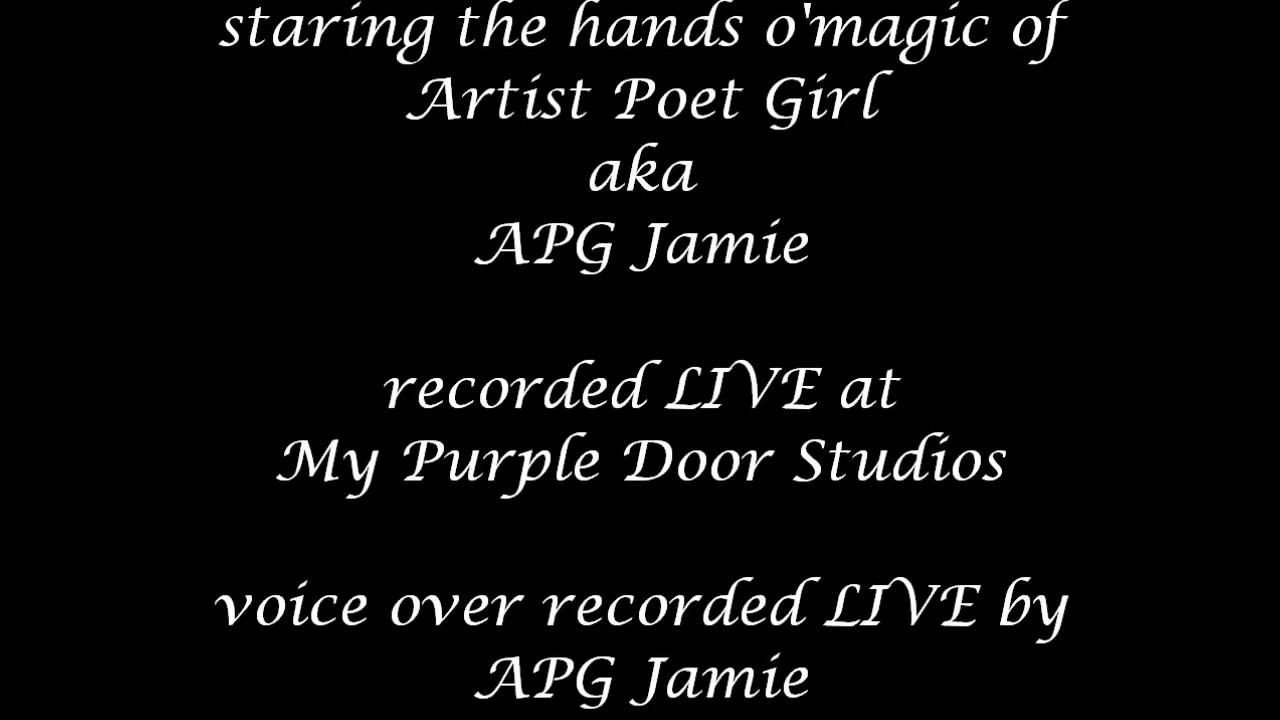 staring the hands o'magic of
Artist Poet Girl
aka
APG Jamie
recorded LIVE at
My Purple Door Studios
voice over recorded LIVE by
APG Jamie